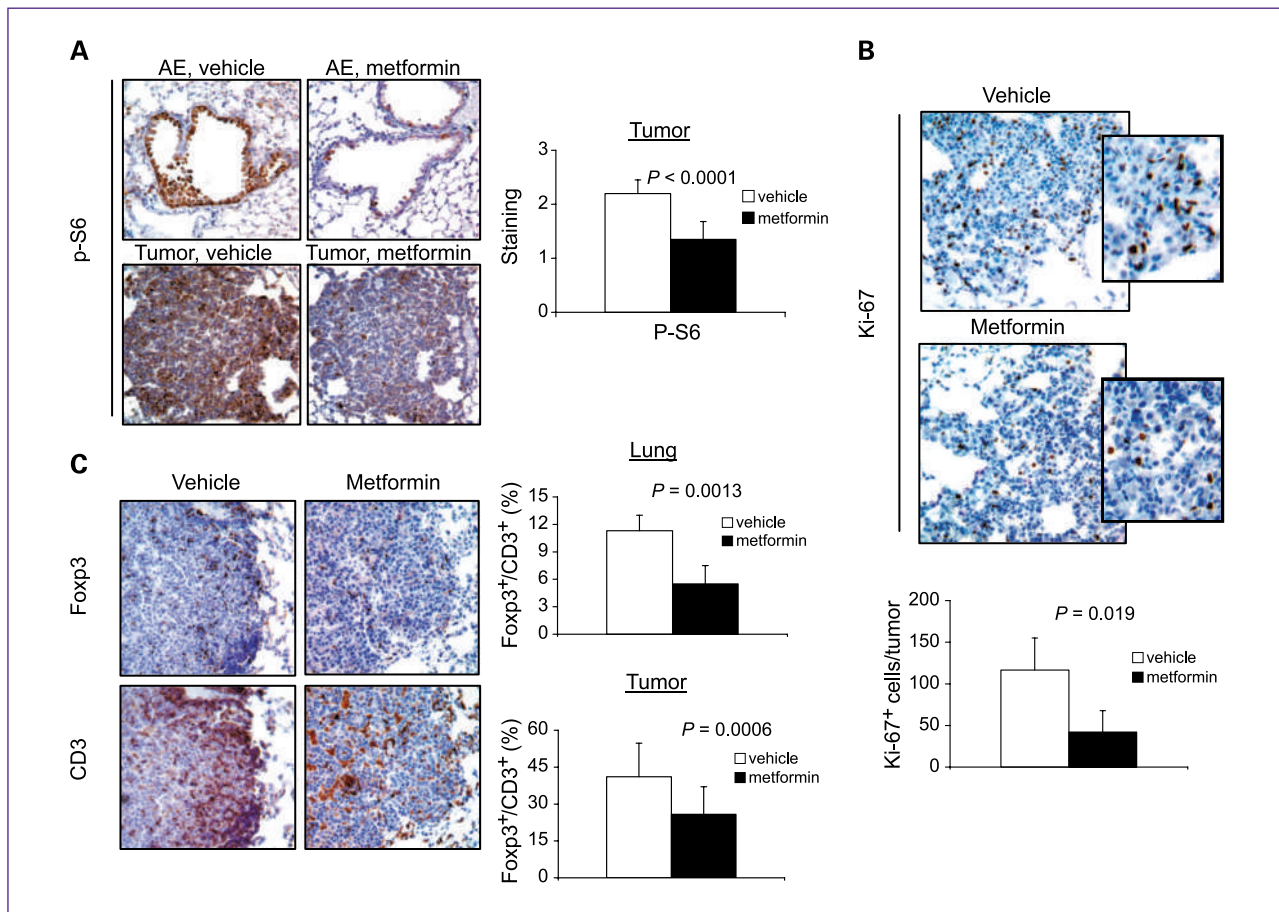 A
AE, vehicle
AE, metformin
p-S6
Tumor, vehicle
Tumor, metformin
Tumor
3
2
1
0
Staining
P < 0.0001
vehicle
metformin
P-S6
B
Vehicle
Ki-67
Metformin
200
150
100
50
0
Ki-67⁺ cells/tumor
P = 0.019
vehicle
metformin
C
Vehicle
Metformin
Foxp3
CD3
Lung
15
12
9
6
3
0
Foxp3⁺/CD3⁺ (%)
P = 0.0013
vehicle
metformin
Tumor
60
45
30
15
0
Foxp3⁺/CD3⁺ (%)
P = 0.0006
vehicle
metformin